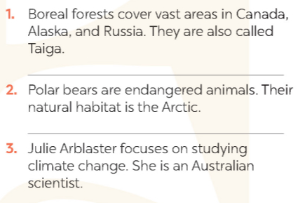 1. Boreal forests cover vast areas in Canada,
Alaska, and Russia. They are also called
Taiga.
2. Polar bears are endangered animals. Their
natural habitat is the Arctic.
3. Julie Arblaster focuses on studying
climate change. She is an Australian
scientist.